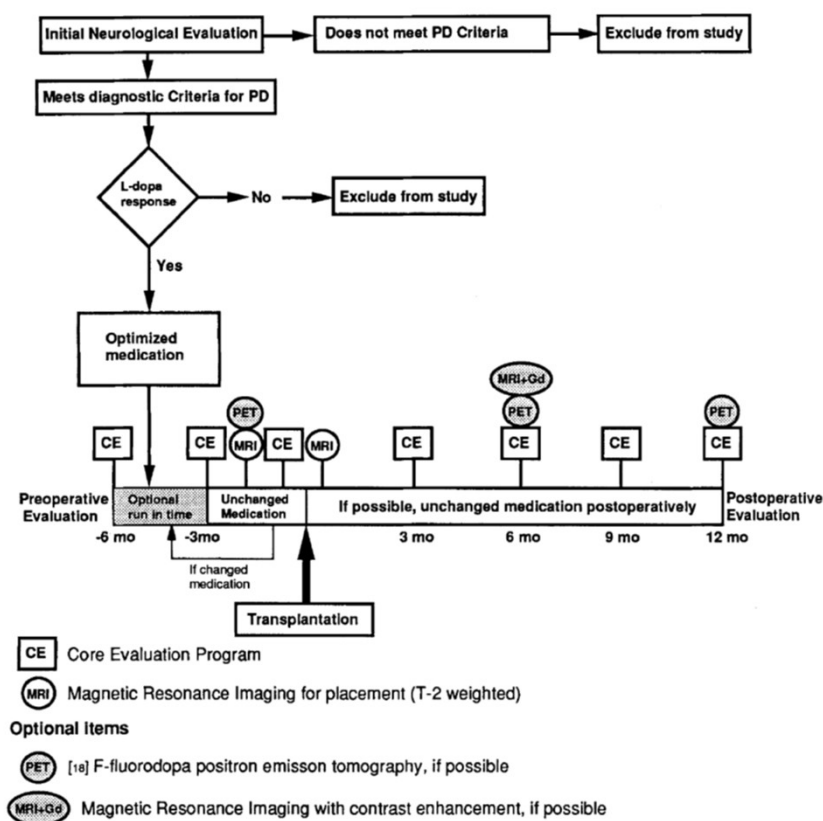 Initial Neurological Evaluation
Does not meet PD Criteria
Exclude from study
Meets diagnostic Criteria for PD
L-dopa
response
No
Exclude from study
Yes
Optimized
medication
MRI+Gd
PET
PET
PET
CE
CE
MRI
CE
MRI
CE
CE
CE
CE
Preoperative
Evaluation
Optional
run in time
Unchanged
Medication
If possible, unchanged medication postoperatively
Postoperative
Evaluation
-6 mo
-3mo
3 mo
6 mo
9 mo
12 mo
If changed
medication
Transplantation
CE Core Evaluation Program
MRI Magnetic Resonance Imaging for placement (T-2 weighted)
Optional items
PET [18] F-fluorodopa positron emisson tomography, if possible
MRI+Gd Magnetic Resonance Imaging with contrast enhancement, if possible